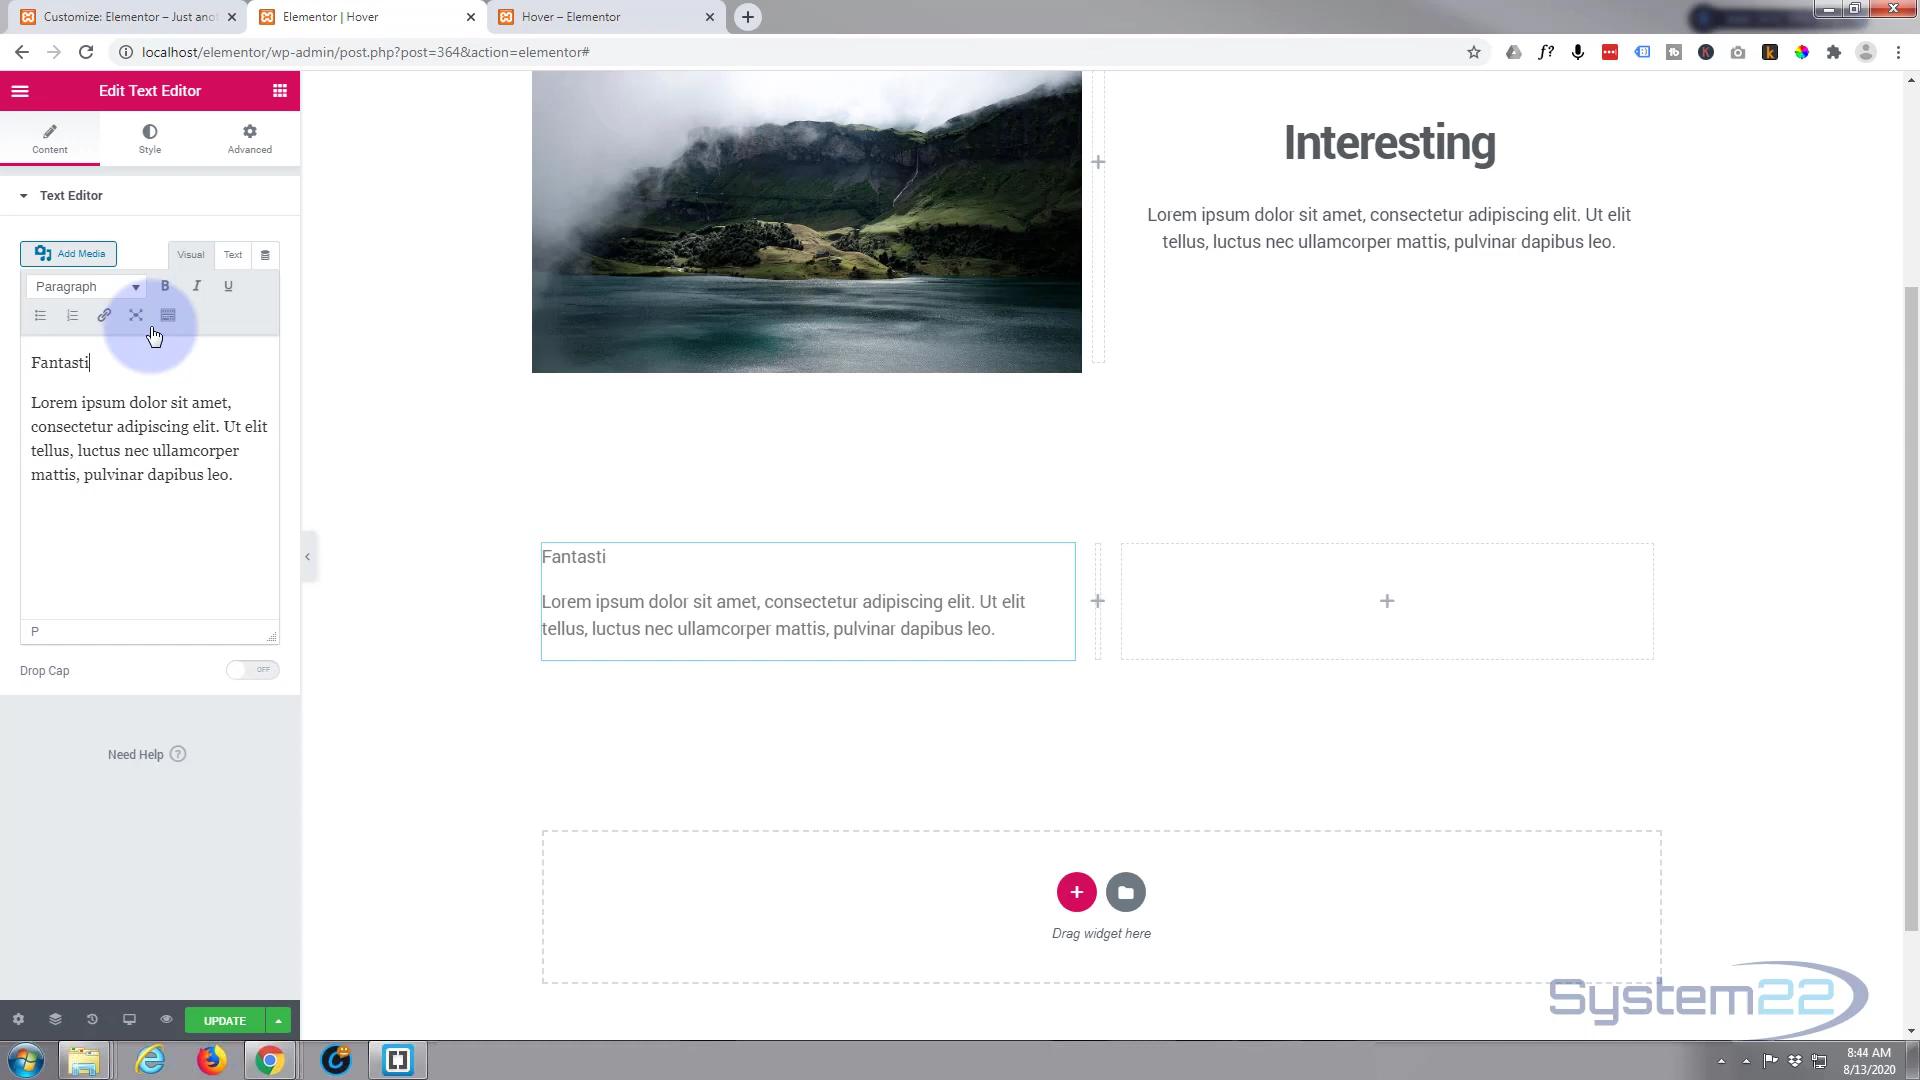 Customize: Elementor – Just ano
Elementor | Hover
Hover – Elementor
localhost/elementor/wp-admin/post.php?post=364&action=elementor#
Edit Text Editor
Content
Style
Advanced
Text Editor
Add Media
Visual
Text
Paragraph
B
I
U
Fantasti
Lorem ipsum dolor sit amet,
consectetur adipiscing elit. Ut elit
tellus, luctus nec ullamcorper
mattis, pulvinar dapibus leo.
P
Drop Cap
OFF
Need Help
UPDATE
Interesting
Lorem ipsum dolor sit amet, consectetur adipiscing elit. Ut elit
tellus, luctus nec ullamcorper mattis, pulvinar dapibus leo.
Fantasti
Lorem ipsum dolor sit amet, consectetur adipiscing elit. Ut elit
tellus, luctus nec ullamcorper mattis, pulvinar dapibus leo.
Drag widget here
System22
8:44 AM
8/13/2020